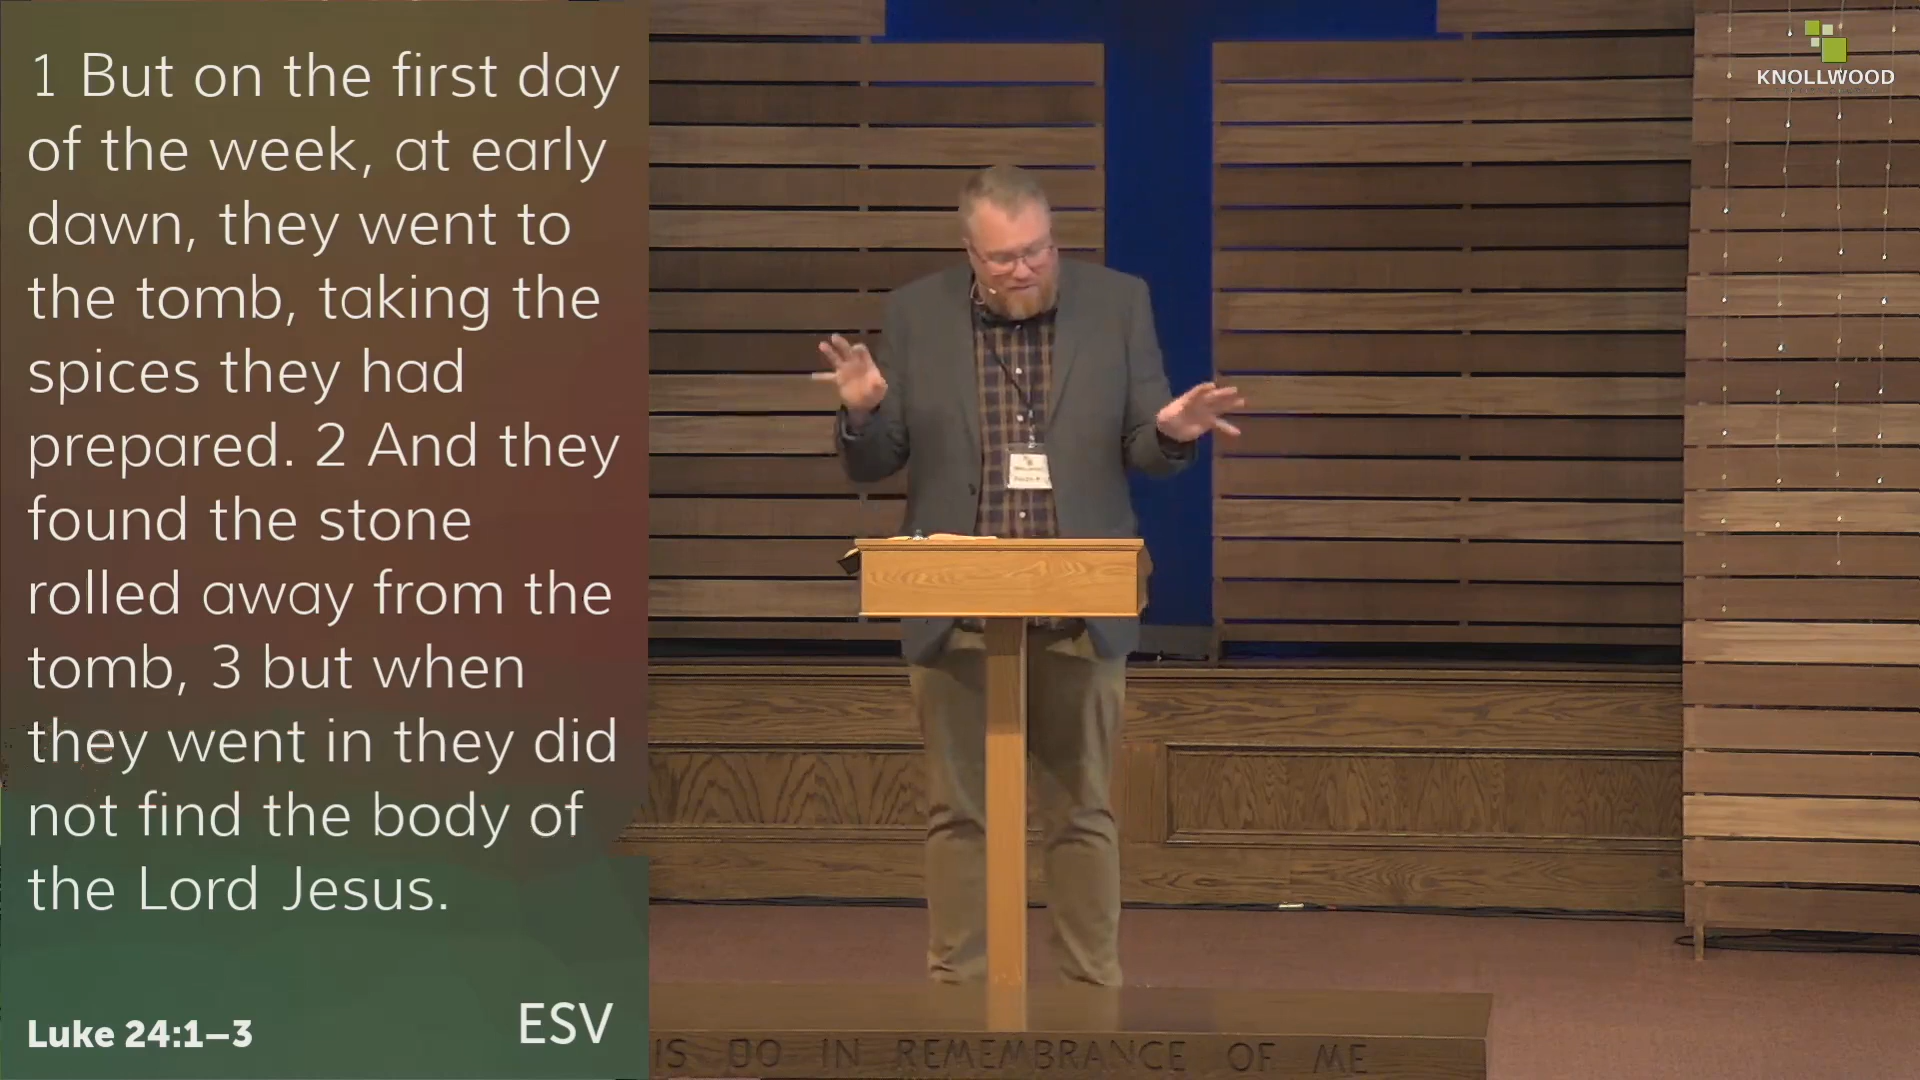 1 But on the first day
of the week, at early
dawn, they went to
the tomb, taking the
spices they had
prepared. 2 And they
found the stone
rolled away from the
tomb, 3 but when
they went in they did
not find the body of
the Lord Jesus.
Luke 24:1–3
ESV
KNOLLWOOD
IS DO IN REMEMBRANCE OF ME